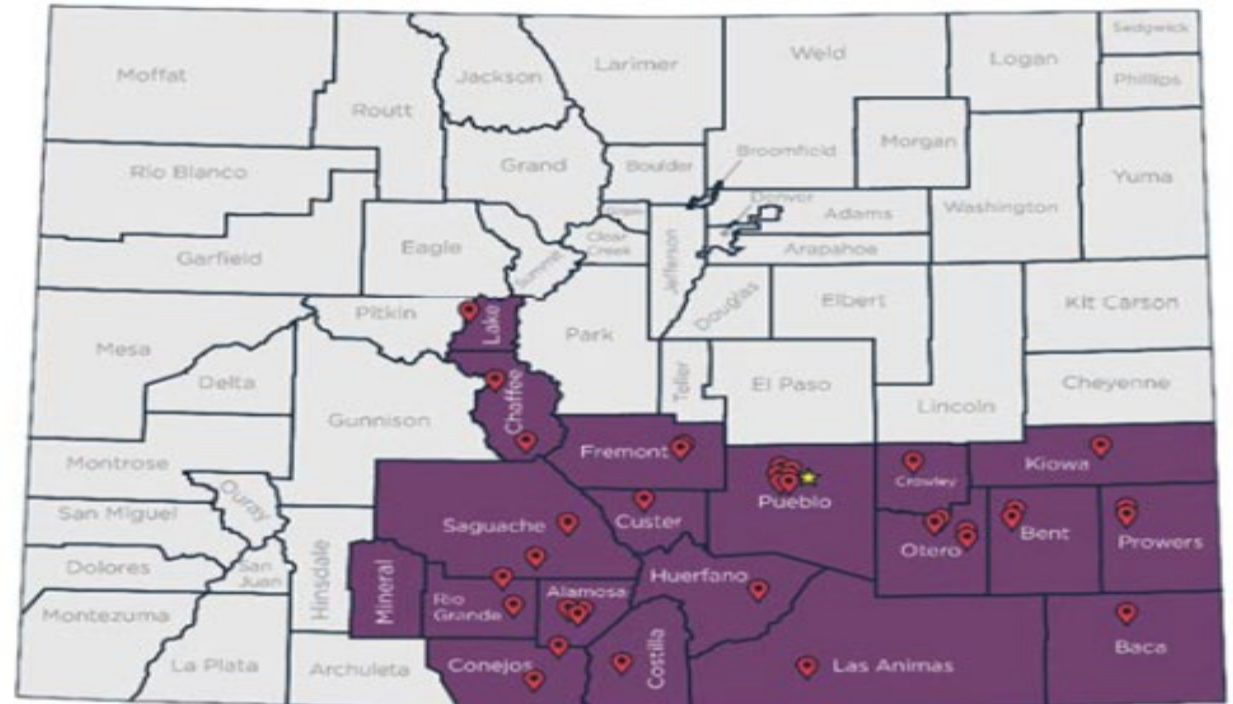 Moffat
Routt
Jackson
Larimer
Weld
Logan
Sedgwick
Phillips
Rio Blanco
Grand
Boulder
Broomfield
Morgan
Yuma
Denver
Washington
Adams
Garfield
Eagle
Summit
Clear
Creek
Jefferson
Arapahoe
Mesa
Pitkin
Lake
Park
Douglas
Elbert
Kit Carson
Delta
Gunnison
Chaffee
Teller
El Paso
Lincoln
Cheyenne
Montrose
Fremont
Pueblo
Crowley
Kiowa
San Miguel
Ouray
Saguache
Custer
Otero
Bent
Prowers
Dolores
San
Juan
Hinsdale
Mineral
Rio
Grande
Alamosa
Huerfano
Montezuma
La Plata
Archuleta
Conejos
Costilla
Las Animas
Baca